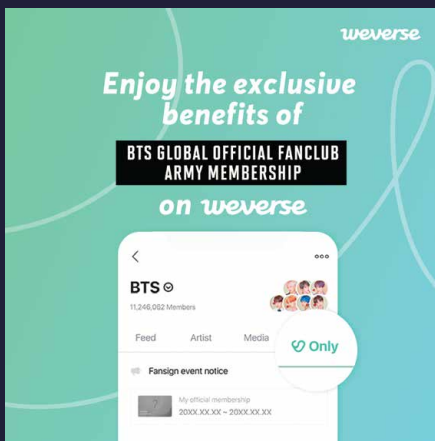 weverse
Enjoy the exclusive
benefits of
BTS GLOBAL OFFICIAL FANCLUB
ARMY MEMBERSHIP
on weverse
BTS
11,246,062 Members
Feed Artist Media Only
Fansign event notice
My official membership
20XX.XX.XX ~ 20XX.XX.XX